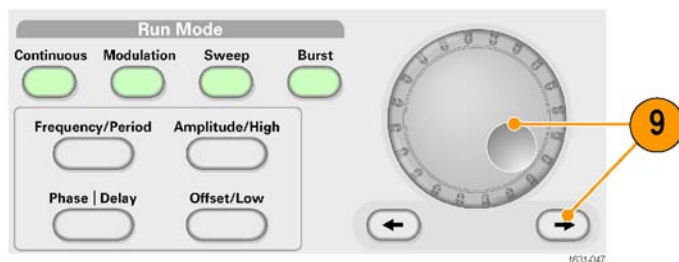 Run Mode
Continuous Modulation Sweep Burst
Frequency/Period Amplitude/High
Phase | Delay Offset/Low
9
1631-047